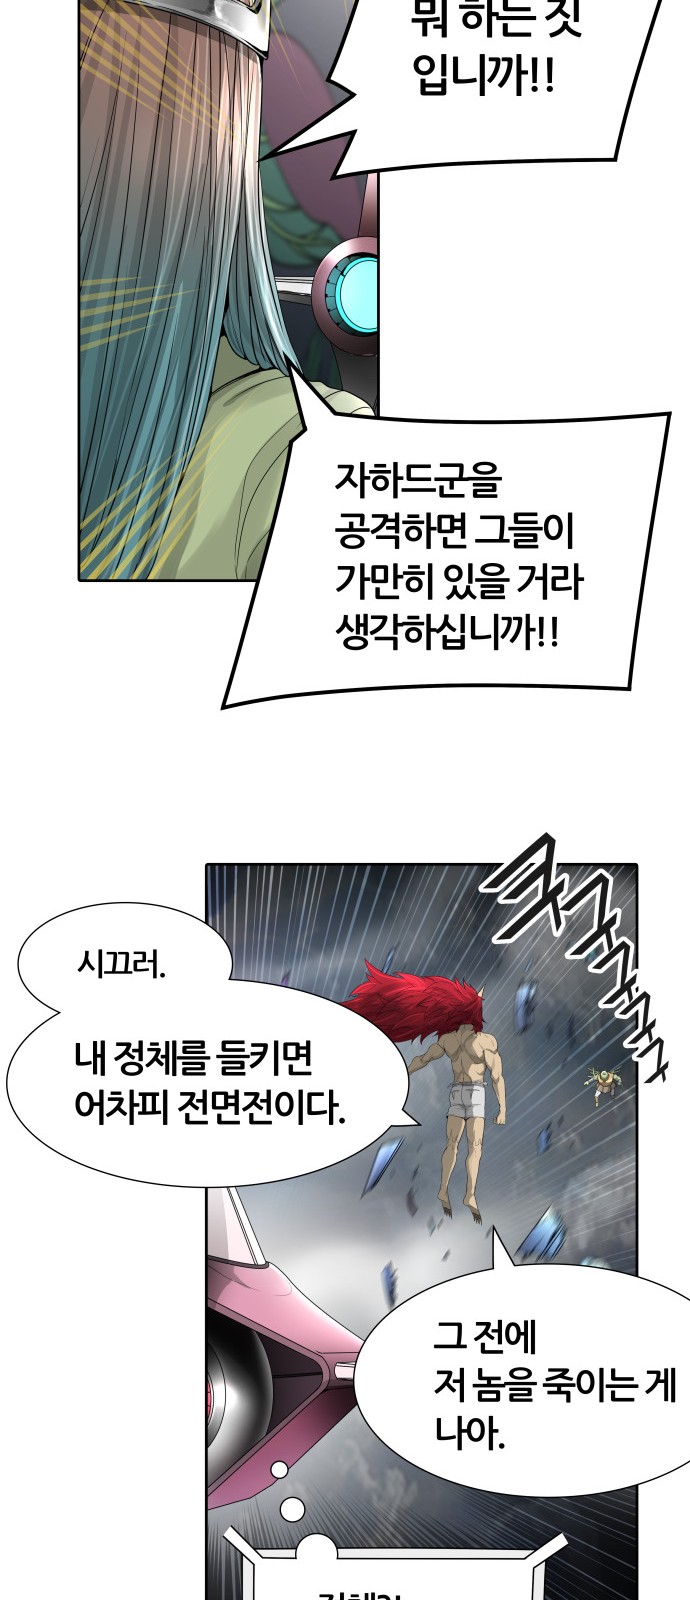 뭐 하는 짓
입니까!!
자하드군을
공격하면 그들이
가만히 있을 거라
생각하십니까!!
시끄러.
내 정체를 들키면
어차피 전면전이다.
그 전에
저 놈을 죽이는 게
나아.